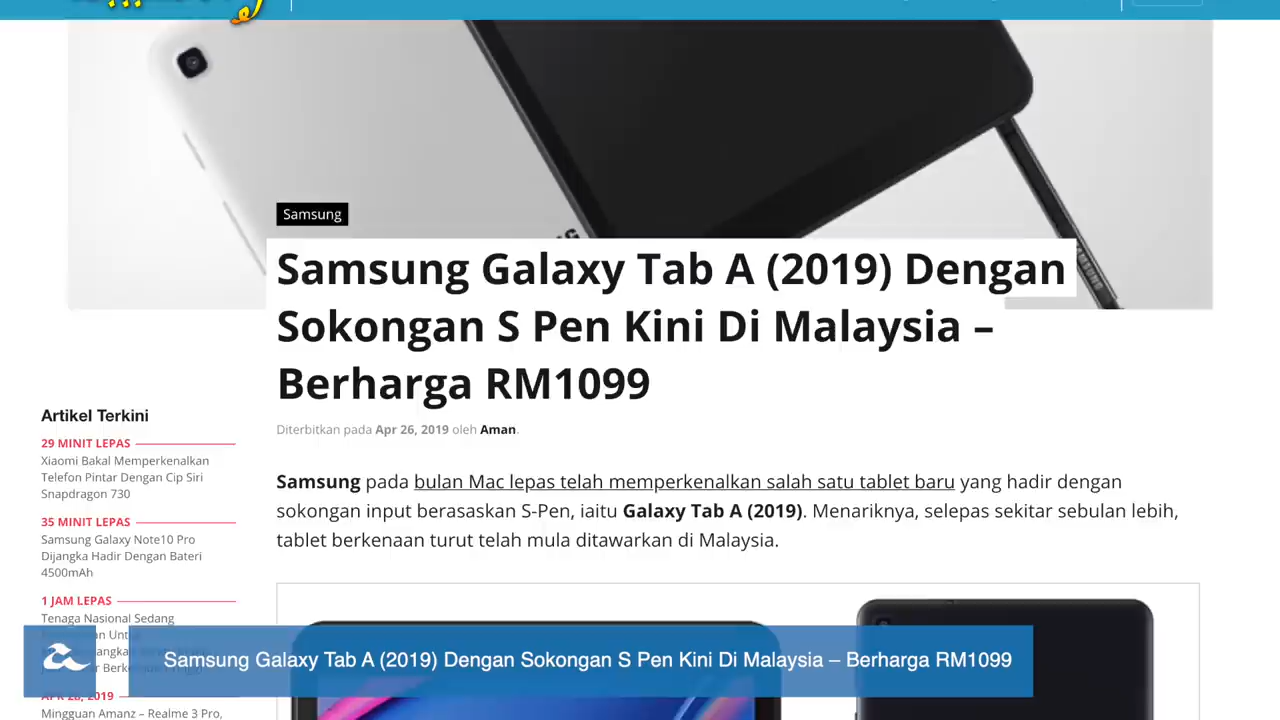 Samsung
SAMSUNG
Samsung Galaxy Tab A (2019) Dengan
Sokongan S Pen Kini Di Malaysia –
Berharga RM1099
Diterbitkan pada Apr 26, 2019 oleh Aman.
Samsung pada bulan Mac lepas telah memperkenalkan salah satu tablet baru yang hadir dengan
sokongan input berasaskan S-Pen, iaitu Galaxy Tab A (2019). Menariknya, selepas sekitar sebulan lebih,
tablet berkenaan turut telah mula ditawarkan di Malaysia.
Artikel Terkini
29 MINIT LEPAS
Xiaomi Bakal Memperkenalkan
Telefon Pintar Dengan Cip Siri
Snapdragon 730
35 MINIT LEPAS
Samsung Galaxy Note10 Pro
Dijangka Hadir Dengan Bateri
4500mAh
1 JAM LEPAS
Tenaga Nasional Sedang
APR 28, 2019
Mingguan Amanz – Realme 3 Pro,
Samsung Galaxy Tab A (2019) Dengan Sokongan S Pen Kini Di Malaysia – Berharga RM1099